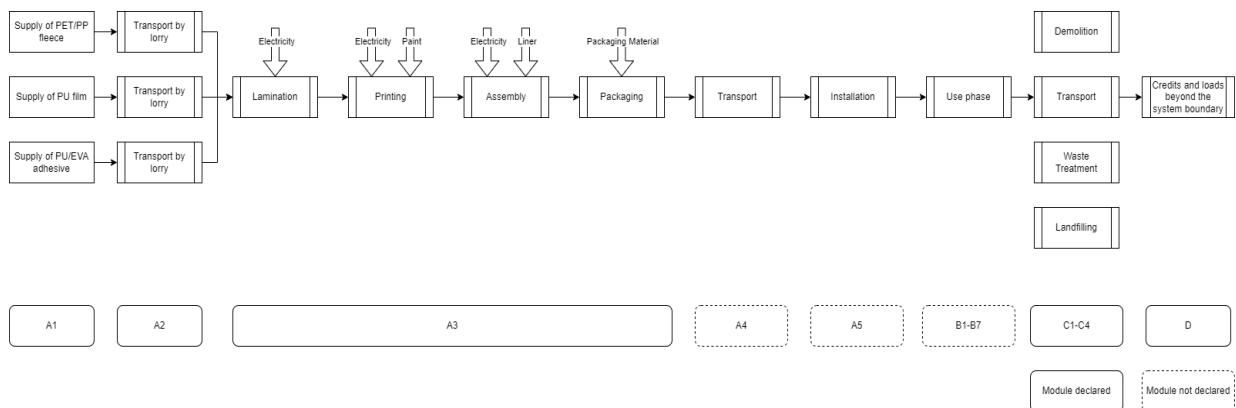 Supply of PET/PP
fleece
Transport by
lorry
Demolition
Electricity
Electricity
Paint
Electricity
Liner
Packaging Material
Supply of PU film
Transport by
lorry
Lamination
Printing
Assembly
Packaging
Transport
Installation
Use phase
Transport
Credits and loads
beyond the
system boundary
Supply of PU/EVA
adhesive
Transport by
lorry
Waste
Treatment
Landfilling
A1
A2
A3
A4
A5
B1-B7
C1-C4
D
Module declared
Module not declared